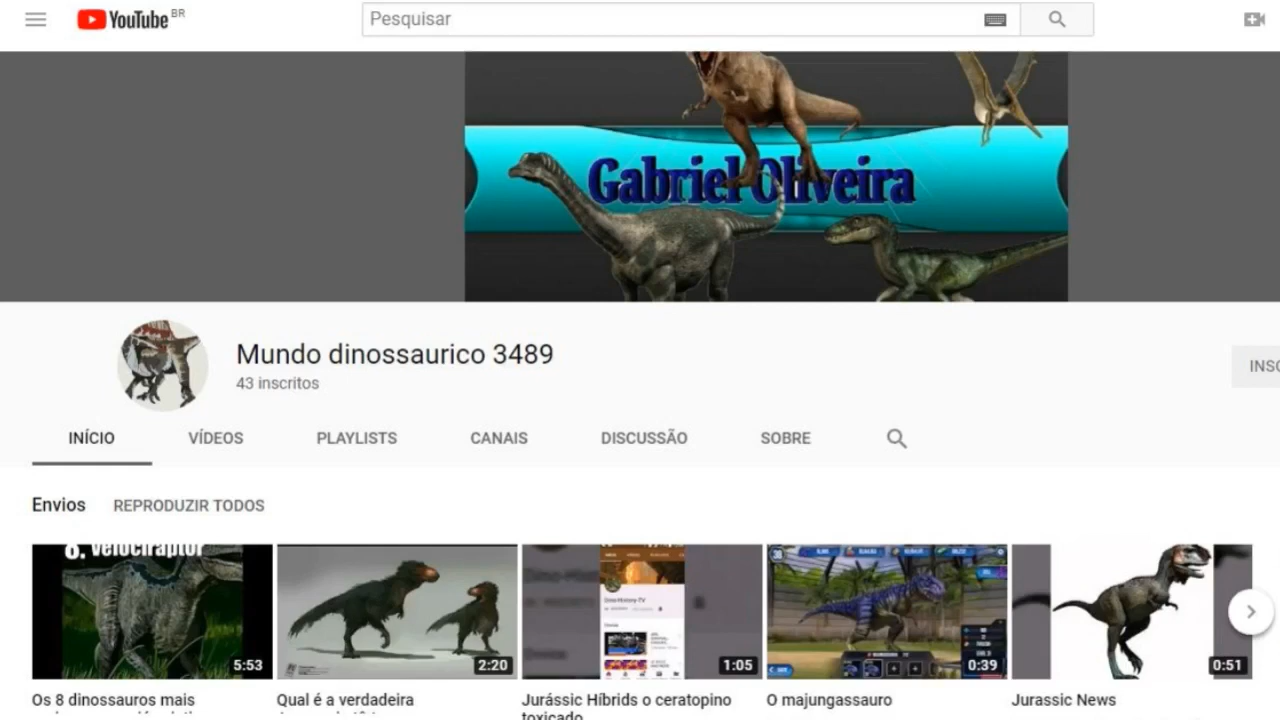 YouTube BR
Pesquisar
Gabriel Oliveira
Mundo dinossaurico 3489
43 inscritos
INÍCIO
VÍDEOS
PLAYLISTS
CANAIS
DISCUSSÃO
SOBRE
Envios
REPRODUZIR TODOS
8. Velociraptor
5:53
2:20
1:05
0:39
0:51
Os 8 dinossauros mais
Qual é a verdadeira
Jurássic Híbrids o ceratopino
toxicado
O majungassauro
Jurassic News